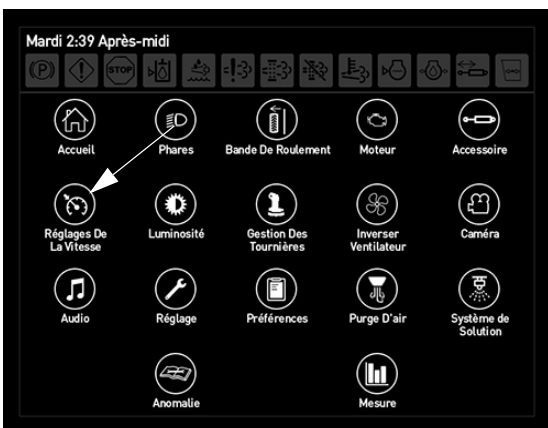 Mardi 2:39 Après-midi
(P) STOP
Accueil Phares Bande De Roulement Moteur Accessoire
Réglages De La Vitesse Luminosité Gestion Des Tournières Inverser Ventilateur Caméra
Audio Réglage Préférences Purge D'air Système de Solution
Anomalie Mesure